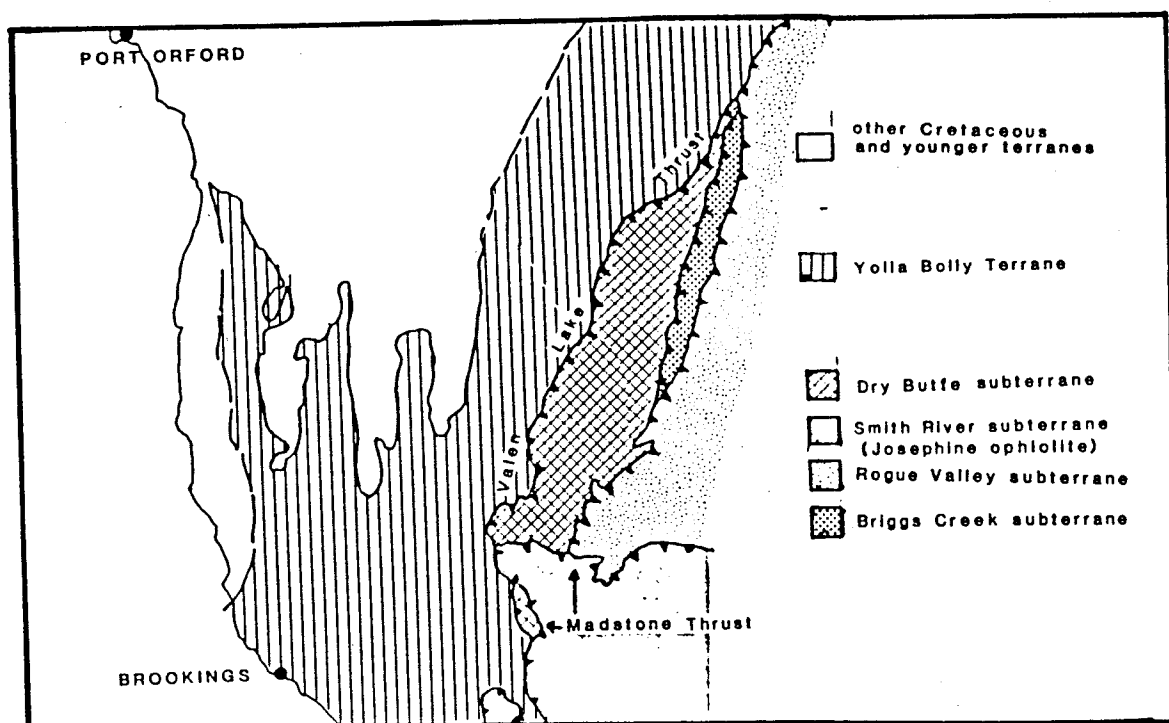 PORT ORFORD
other Cretaceous
and younger terranes
Thrust
Yolla Bolly Terrane
Lake
Dry Butte subterrane
Smith River subterrane
(Josephine ophiolite)
Valen
Rogue Valley subterrane
Briggs Creek subterrane
Madstone Thrust
BROOKINGS